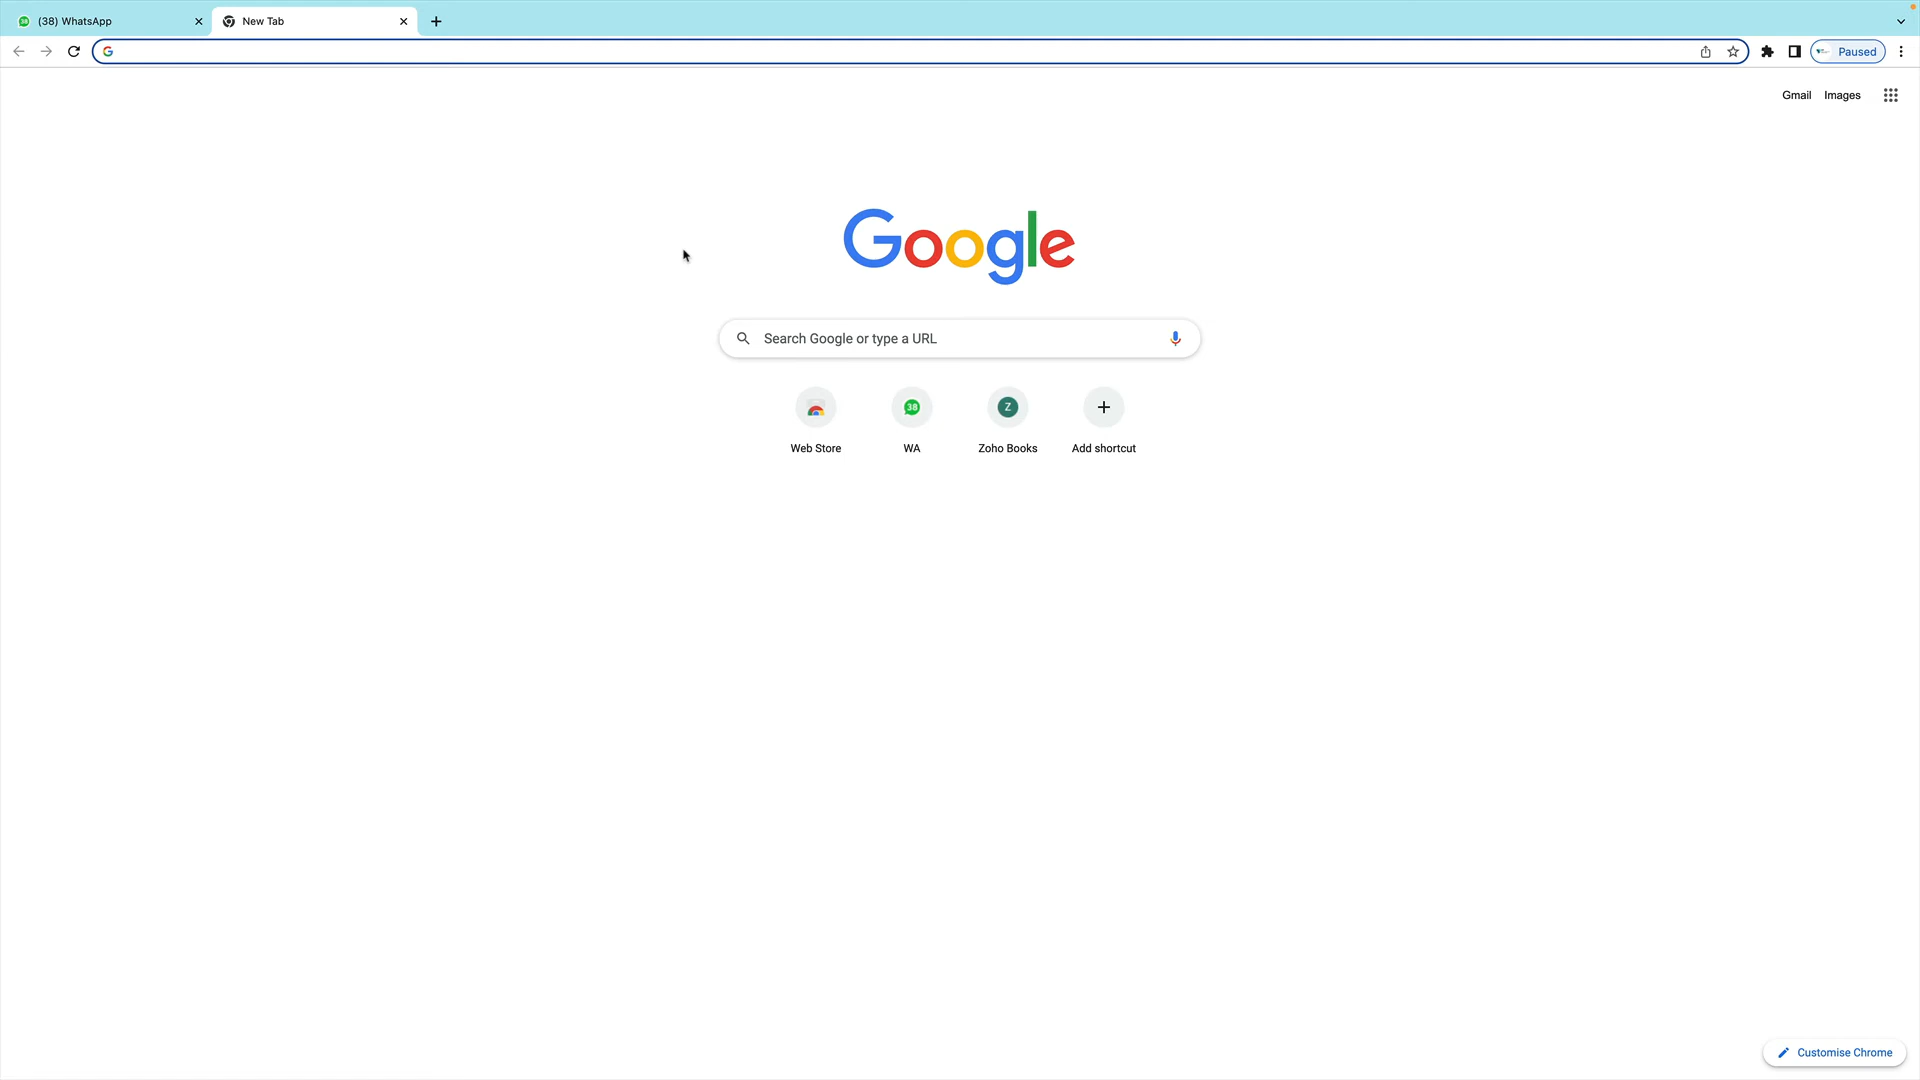 (38) WhatsApp
New Tab
Paused
Gmail Images
Google
Search Google or type a URL
38
Z
Web Store
WA
Zoho Books
Add shortcut
Customise Chrome